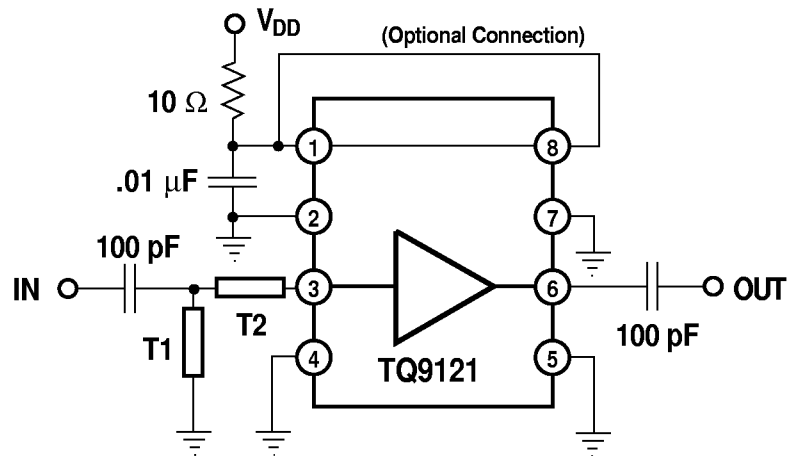 VDD
(Optional Connection)
10 Ω
1
8
.01 μF
2
7
100 pF
IN
3
6
OUT
T2
T1
100 pF
4
5
TQ9121